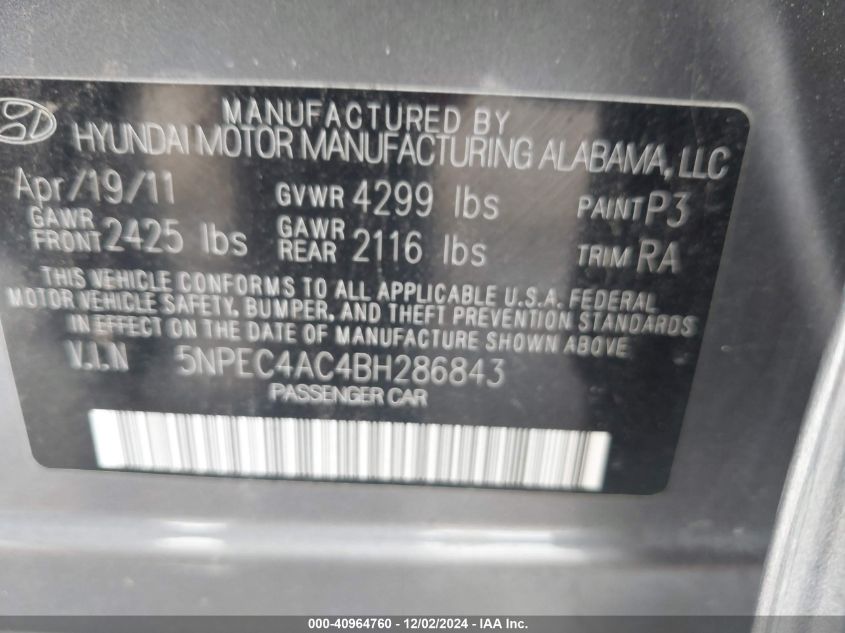 MANUFACTURED BY
HYUNDAI MOTOR MANUFACTURING ALABAMA, LLC
Apr/19/11 GVWR 4299 lbs PAINT P3
GAWR FRONT 2425 lbs GAWR REAR 2116 lbs TRIM RA
THIS VEHICLE CONFORMS TO ALL APPLICABLE U.S.A. FEDERAL
MOTOR VEHICLE SAFETY, BUMPER, AND THEFT PREVENTION STANDARDS
IN EFFECT ON THE DATE OF MANUFACTURE SHOWN ABOVE.
V.I.N 5NPEC4AC4BH286843
PASSENGER CAR
000-40964760 - 12/02/2024 - IAA Inc.